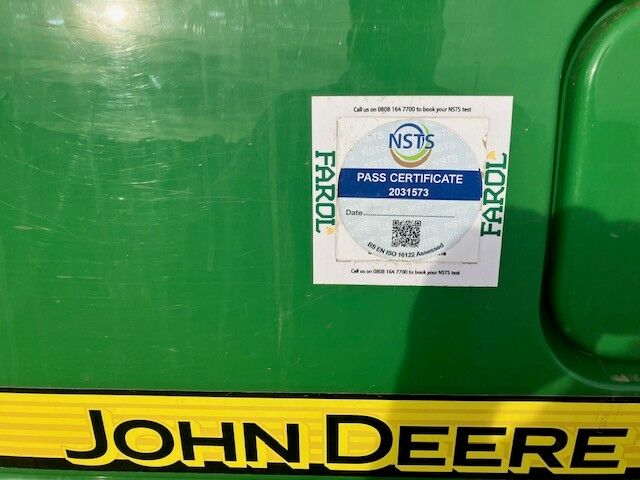 Call us on 0808 164 7700 to book your NSTS test
NSTS
FARDL
PASS CERTIFICATE
2031573
FAROL
Date
BS EN ISO 16122 Assessed
Call us on 0808 164 7700 to book your NSTS test
JOHN DEERE